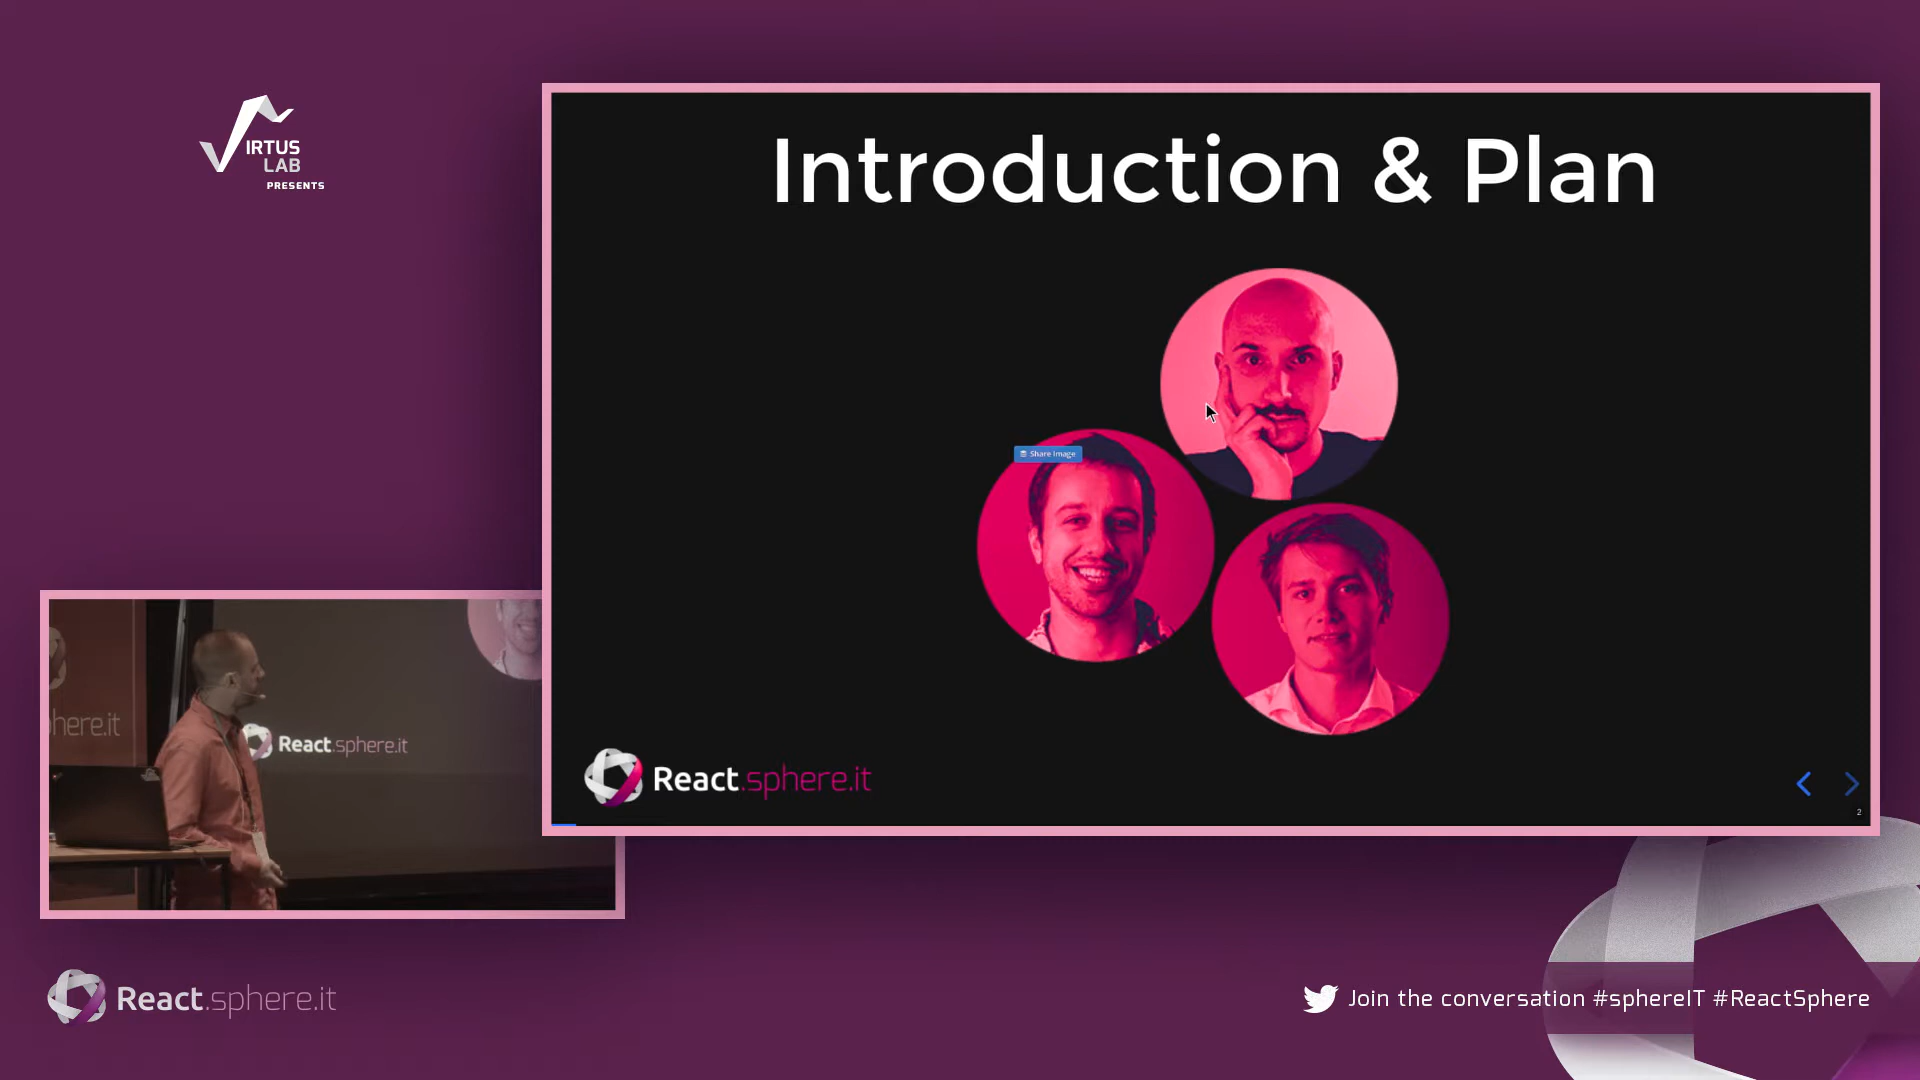 VIRTUS
LAB
PRESENTS
Introduction & Plan
Share Image
React.sphere.it
2
here.it
React.sphere.it
React.sphere.it
Join the conversation #sphereIT #ReactSphere